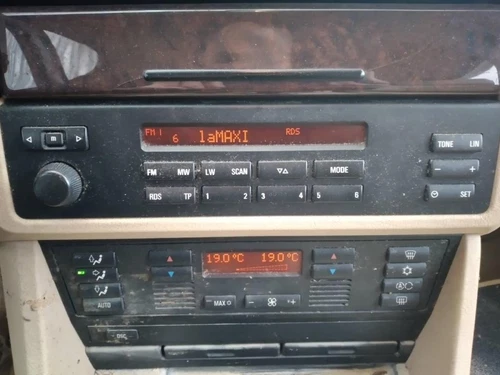 FM I 6 laMAXI RDS
m
TONE LIN
FM MW LW SCAN MODE
- +
RDS TP 1 2 3 4 5 6
SET
19.0°C 19.0°C
AUTO
MAX
- +